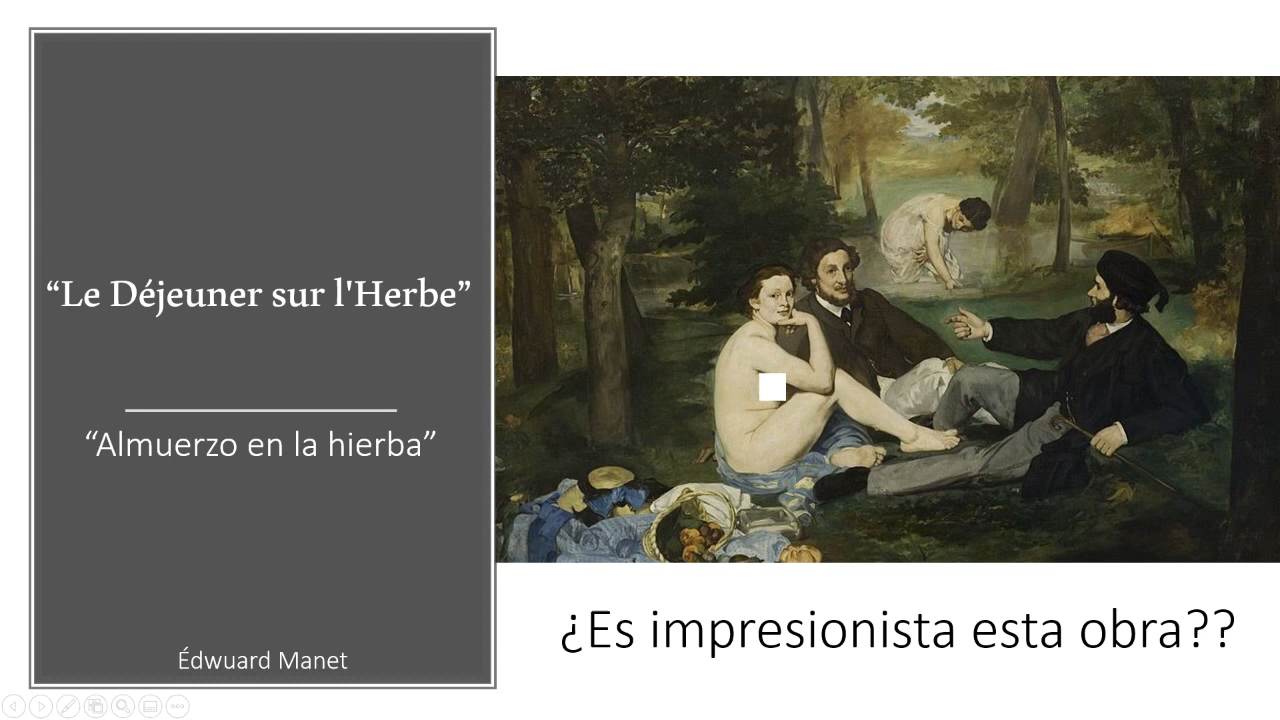 “Le Déjeuner sur l'Herbe”
“Almuerzo en la hierba”
Édwuard Manet
¿Es impresionista esta obra??